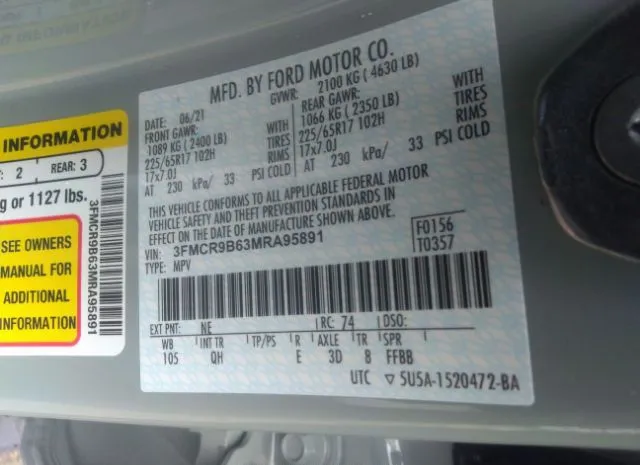 INFORMATION
2 REAR: 3
g or 1127 lbs.
SEE OWNERS
MANUAL FOR
ADDITIONAL
INFORMATION
3FMCR9B63MRA95891
MFD. BY FORD MOTOR CO.
DATE: 06/21 GVWR: 2100 KG ( 4630 LB)
FRONT GAWR: REAR GAWR:
1089 KG ( 2400 LB) WITH 1066 KG ( 2350 LB) WITH
225/65R17 102H TIRES 225/65R17 102H TIRES
17x7.0J RIMS 17x7.0J RIMS
AT 230 kPa/ 33 PSI COLD AT 230 kPa/ 33 PSI COLD
THIS VEHICLE CONFORMS TO ALL APPLICABLE FEDERAL MOTOR
VEHICLE SAFETY AND THEFT PREVENTION STANDARDS IN
EFFECT ON THE DATE OF MANUFACTURE SHOWN ABOVE.
VIN: 3FMCR9B63MRA95891 F0156
TYPE: MPV T0357
EXT PNT: NE RC: 74 DSO:
WB INT TR TP/PS R AXLE TR SPR
105 QH E 3D 8 FFBB
UTC ▽ 5U5A-1520472-BA